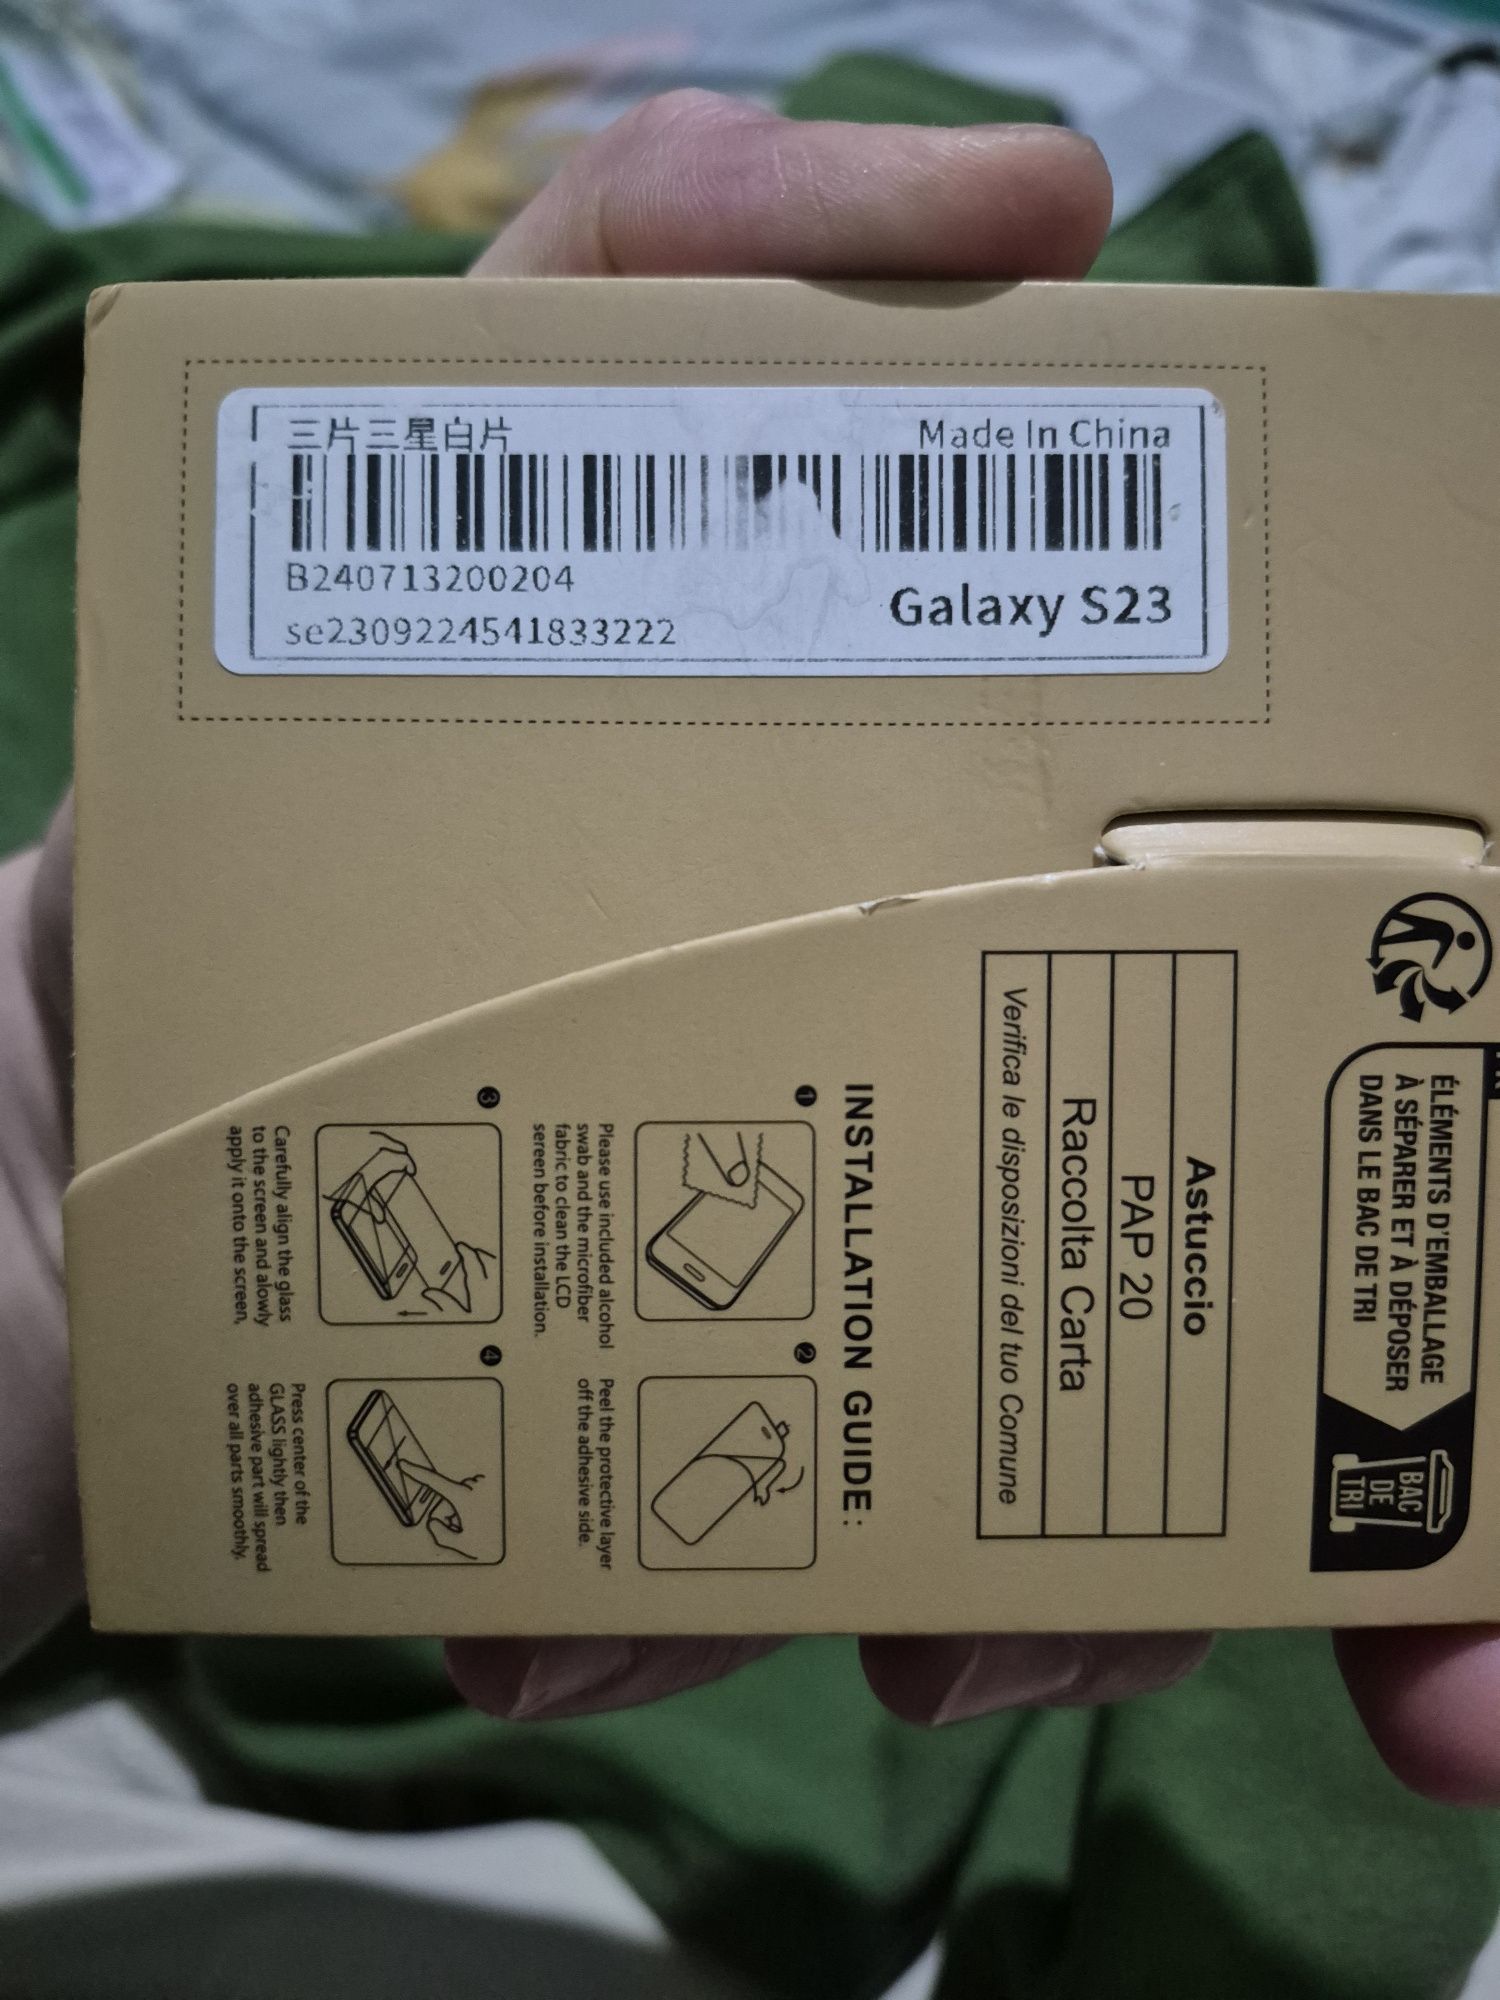 三片三星白片
Made In China
B240713200204
se2309224541833222
Galaxy S23
ÉLÉMENTS D'EMBALLAGE
À SÉPARER ET À DÉPOSER
DANS LE BAC DE TRI
BAC
DE
TRI
Astuccio
PAP 20
Raccolta Carta
Verifica le disposizioni del tuo Comune
INSTALLATION GUIDE:
❶
Please use included alcohol
swab and the microfiber
fabric to clean the LCD
sereen before installation.
❷
Peel the protective layer
off the adhesive side.
❸
Carefully align the glass
to the screen and alowly
apply it onto the screen,
❹
Press center of the
GLASS lightly then
adhesive part will spread
over all parts smoothly.